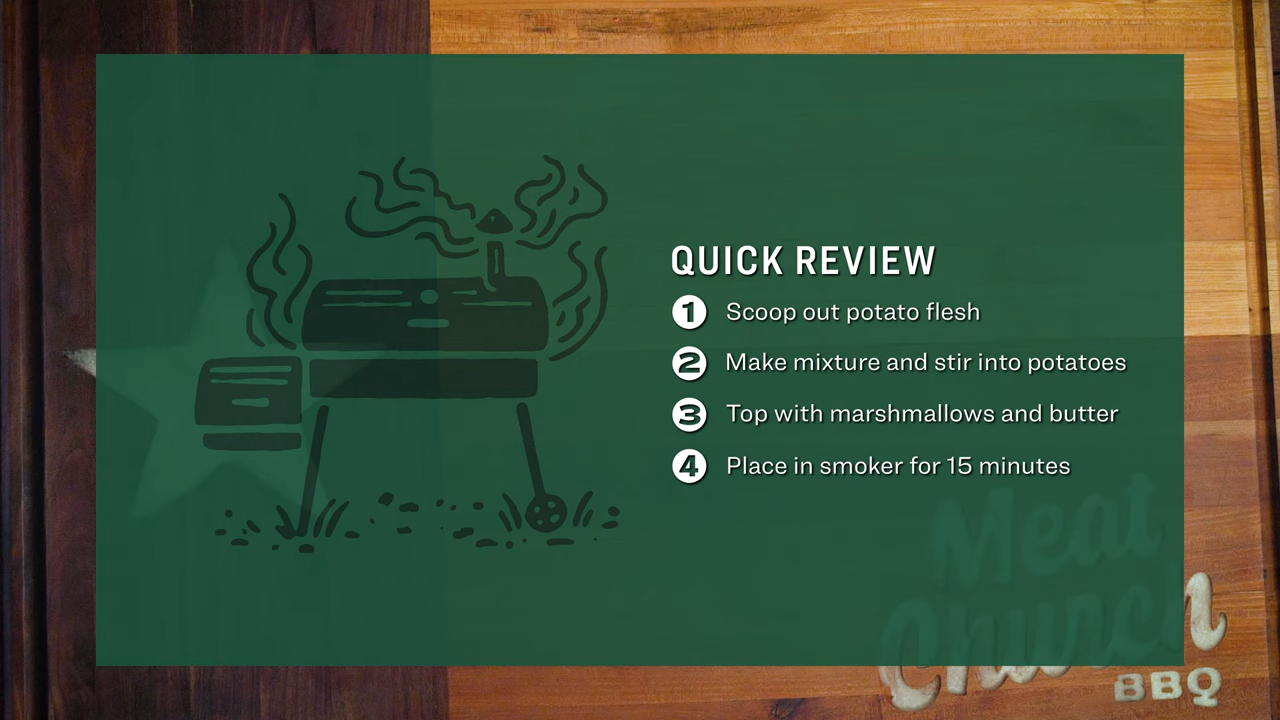 QUICK REVIEW
1 Scoop out potato flesh
2 Make mixture and stir into potatoes
3 Top with marshmallows and butter
4 Place in smoker for 15 minutes
Meat
Church
BBQ